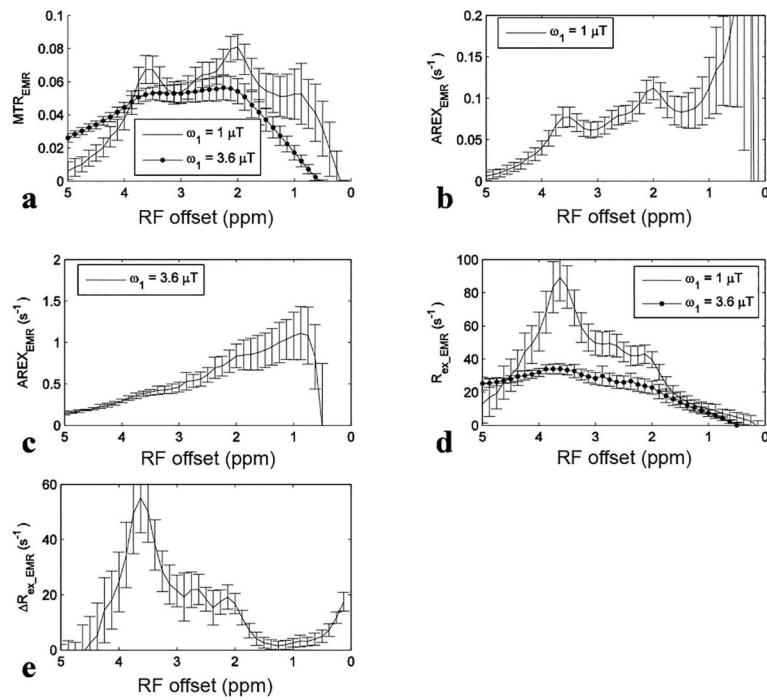 MTR_EMR
0.1
0.08
0.06
0.04
0.02
0
5 4 3 2 1 0
RF offset (ppm)
ω₁ = 1 μT
ω₁ = 3.6 μT
a
AREX_EMR (s⁻¹)
0.2
0.15
0.1
0.05
0
5 4 3 2 1 0
RF offset (ppm)
ω₁ = 1 μT
b
AREX_EMR (s⁻¹)
2
1.5
1
0.5
0
5 4 3 2 1 0
RF offset (ppm)
ω₁ = 3.6 μT
c
R_ex_EMR (s⁻¹)
100
80
60
40
20
0
5 4 3 2 1 0
RF offset (ppm)
ω₁ = 1 μT
ω₁ = 3.6 μT
d
ΔR_ex_EMR (s⁻¹)
60
40
20
0
5 4 3 2 1 0
RF offset (ppm)
e